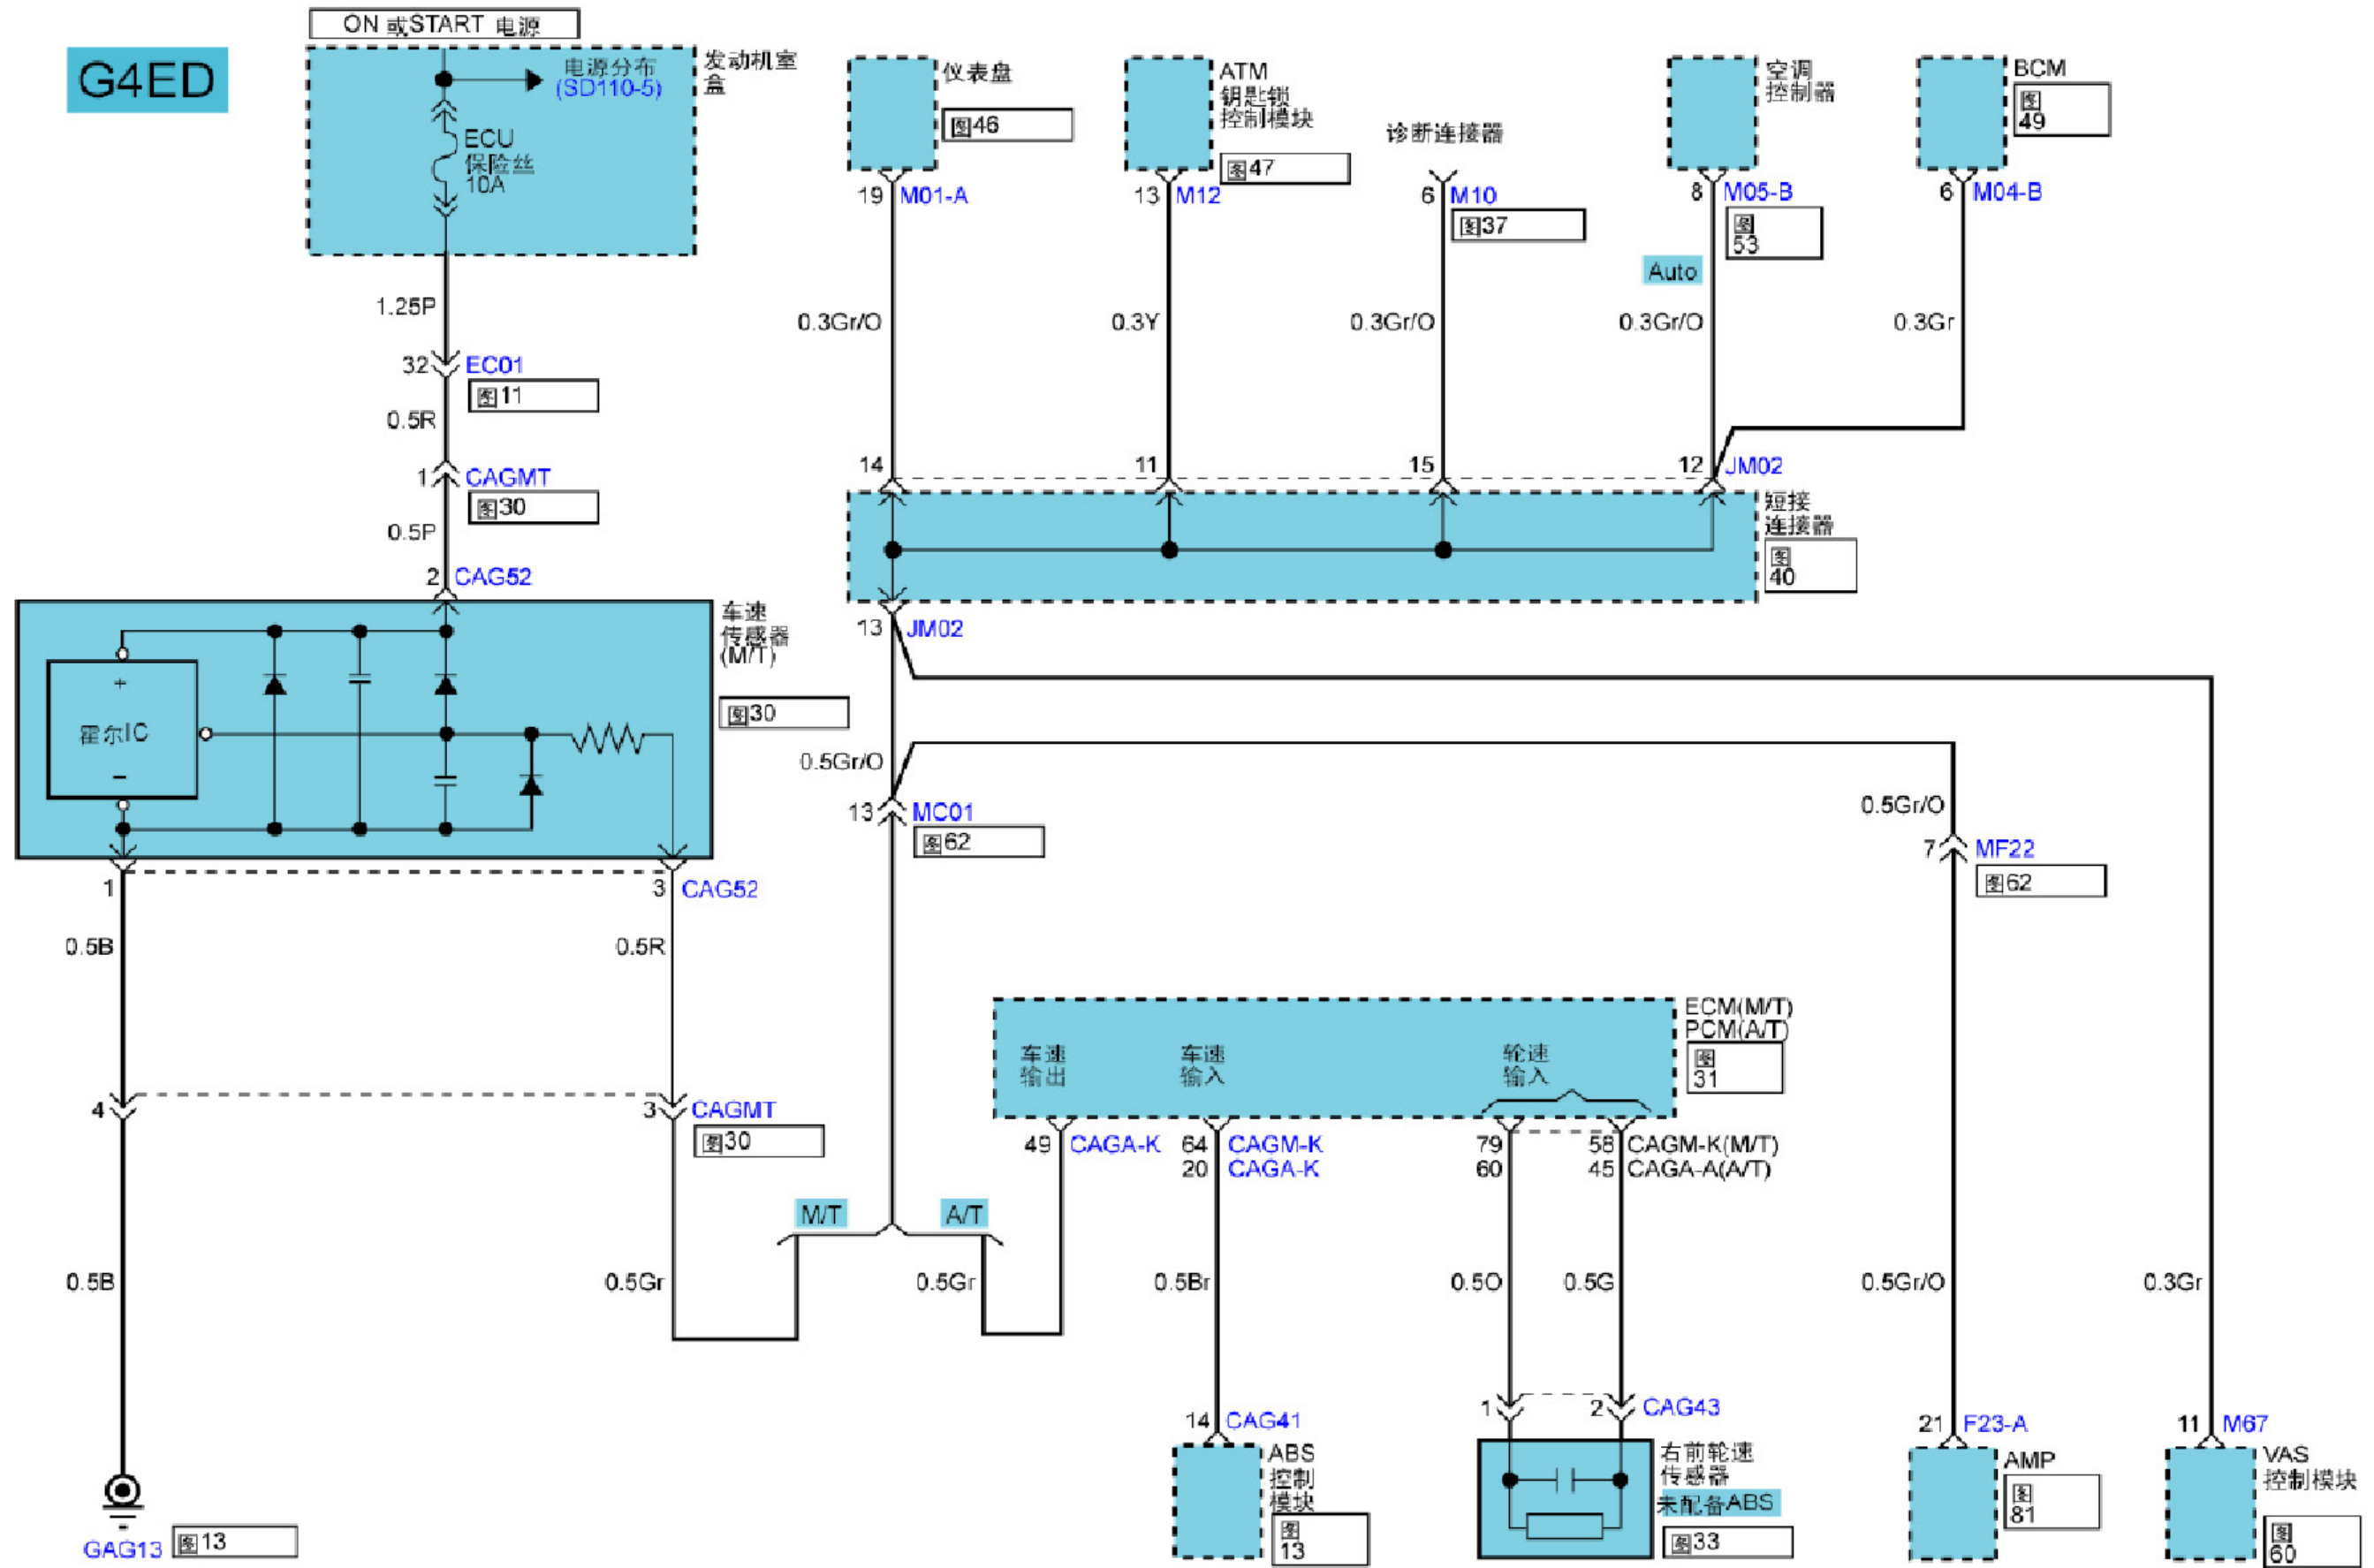 ON 或START 电源
G4ED
电源分布
(SD110-5)
发动机室
盒
ECU
保险丝
10A
仪表盘
图46
ATM
钥匙锁
控制模块
图47
诊断连接器
空调
控制器
BCM
图
49
19 M01-A
13 M12
6 M10
图37
8 M05-B
图
53
6 M04-B
Auto
1.25P
0.3Gr/O
0.3Y
0.3Gr/O
0.3Gr/O
0.3Gr
32 EC01
图11
0.5R
1 CAGMT
图30
0.5P
14
11
15
12 JM02
短接
连接器
图
40
2 CAG52
车速
传感器
(M/T)
图30
13 JM02
+
霍尔IC
−
0.5Gr/O
13 MC01
图62
0.5Gr/O
7 MF22
图62
1
3 CAG52
0.5B
0.5R
ECM(M/T)
PCM(A/T)
图
31
车速
输出
车速
输入
轮速
输入
4
3 CAGMT
图30
49 CAGA-K
64 CAGM-K
20 CAGA-K
79
60
58 CAGM-K(M/T)
45 CAGA-A(A/T)
M/T
A/T
0.5B
0.5Gr
0.5Gr
0.5Br
0.5O
0.5G
0.5Gr/O
0.3Gr
14 CAG41
1
2 CAG43
21 F23-A
11 M67
ABS
控制
模块
图
13
右前轮速
传感器
未配备ABS
图33
AMP
图
81
VAS
控制模块
图
60
GAG13
图13